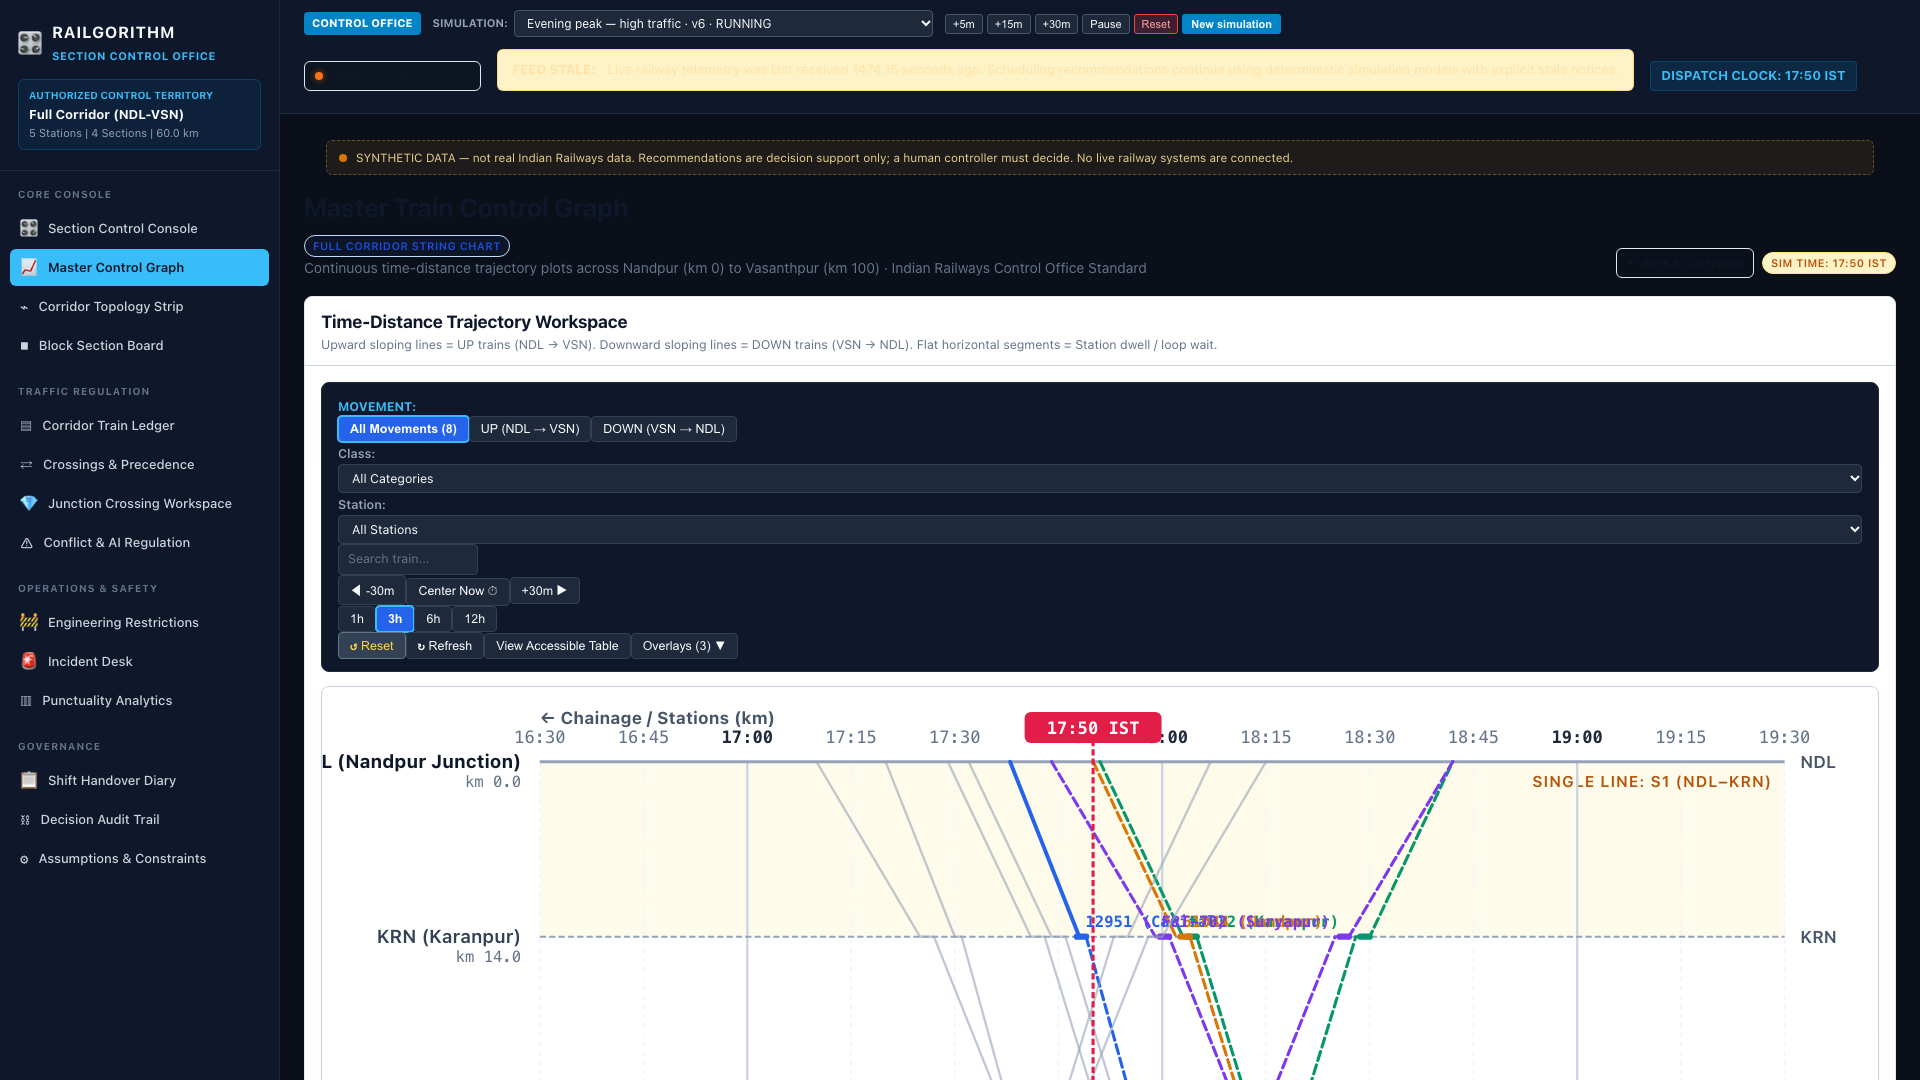 RAILGORITHM
SECTION CONTROL OFFICE
AUTHORIZED CONTROL TERRITORY
Full Corridor (NDL-VSN)
5 Stations | 4 Sections | 60.0 km
CORE CONSOLE
Section Control Console
Master Control Graph
Corridor Topology Strip
Block Section Board
TRAFFIC REGULATION
Corridor Train Ledger
Crossings & Precedence
Junction Crossing Workspace
Conflict & AI Regulation
OPERATIONS & SAFETY
Engineering Restrictions
Incident Desk
Punctuality Analytics
GOVERNANCE
Shift Handover Diary
Decision Audit Trail
Assumptions & Constraints
CONTROL OFFICE SIMULATION: Evening peak — high traffic · v6 · RUNNING +5m +15m +30m Pause Reset New simulation
FEED STALE: Live railway telemetry was last received 1474.15 seconds ago. Scheduling recommendations continue using deterministic simulation models with explicit stale notices.
DISPATCH CLOCK: 17:50 IST
SYNTHETIC DATA — not real Indian Railways data. Recommendations are decision support only; a human controller must decide. No live railway systems are connected.
Master Train Control Graph
FULL CORRIDOR STRING CHART
Continuous time-distance trajectory plots across Nandpur (km 0) to Vasanthpur (km 100) · Indian Railways Control Office Standard
SIM TIME: 17:50 IST
Time-Distance Trajectory Workspace
Upward sloping lines = UP trains (NDL → VSN). Downward sloping lines = DOWN trains (VSN → NDL). Flat horizontal segments = Station dwell / loop wait.
MOVEMENT:
All Movements (8) UP (NDL → VSN) DOWN (VSN → NDL)
Class:
All Categories
Station:
All Stations
Search train...
◀ -30m Center Now ⏱ +30m ▶
1h 3h 6h 12h
↺ Reset ↻ Refresh View Accessible Table Overlays (3) ▼
← Chainage / Stations (km)
17:50 IST
16:30 16:45 17:00 17:15 17:30 :00 18:15 18:30 18:45 19:00 19:15 19:30
L (Nandpur Junction) NDL
km 0.0
SINGLE LINE: S1 (NDL–KRN)
12951
KRN (Karanpur) KRN
km 14.0